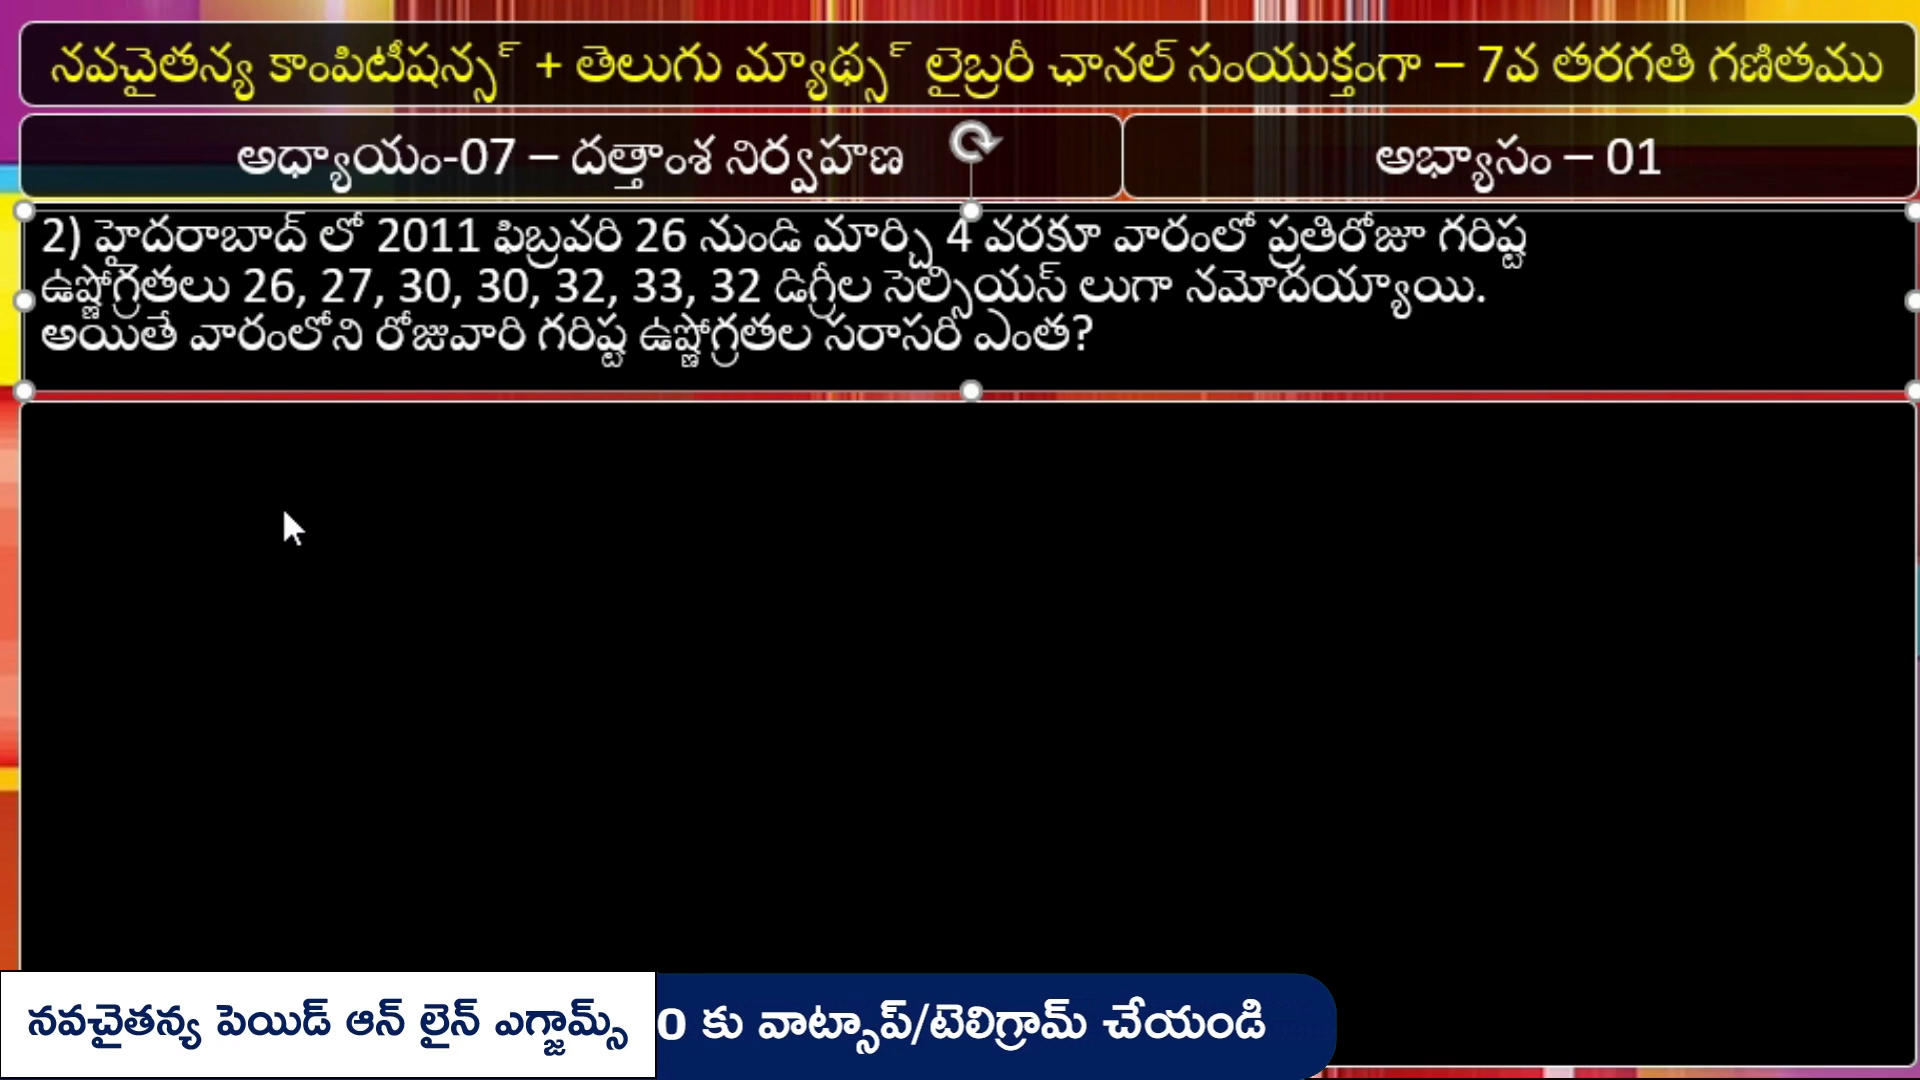 నవచైతన్య కాంపిటీషన్స్ + తెలుగు మ్యాథ్స్ లైబ్రరీ ఛానల్ సంయుక్తంగా – 7వ తరగతి గణితము
అధ్యాయం-07 – దత్తాంశ నిర్వహణ
అభ్యాసం – 01
2) హైదరాబాద్ లో 2011 ఫిబ్రవరి 26 నుండి మార్చి 4 వరకూ వారంలో ప్రతిరోజూ గరిష్ట
ఉష్ణోగ్రతలు 26, 27, 30, 30, 32, 33, 32 డిగ్రీల సెల్సియస్ లుగా నమోదయ్యాయి.
అయితే వారంలోని రోజువారి గరిష్ట ఉష్ణోగ్రతల సరాసరి ఎంత?
నవచైతన్య పెయిడ్ ఆన్ లైన్ ఎగ్జామ్స్
0 కు వాట్సాప్/టెలిగ్రామ్ చేయండి